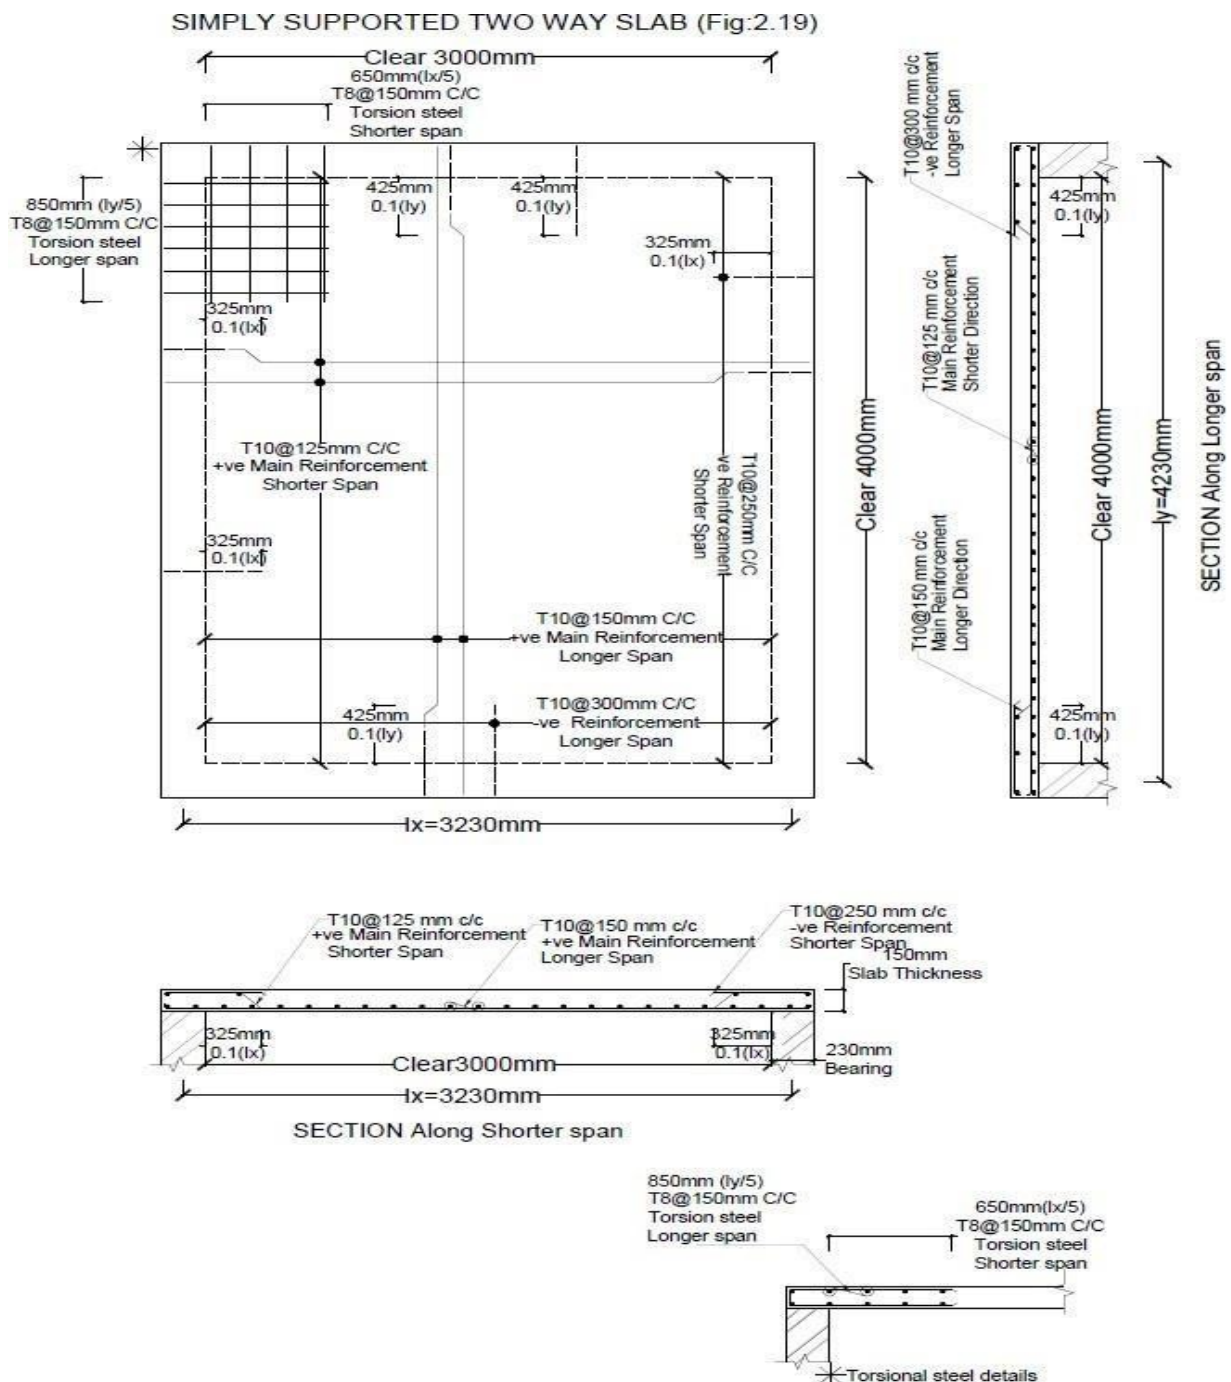 SIMPLY SUPPORTED TWO WAY SLAB (Fig:2.19)
Clear 3000mm
650mm(lx/5)
T8@150mm C/C
Torsion steel
Shorter span
850mm (ly/5)
T8@150mm C/C
Torsion steel
Longer span
425mm
0.1(ly)
425mm
0.1(ly)
325mm
0.1(lx)
325mm
0.1(lx)
T10@125mm C/C
+ve Main Reinforcement
Shorter Span
T10@250mm C/C
-ve Reinforcement
Shorter Span
325mm
0.1(lx)
T10@150mm C/C
+ve Main Reinforcement
Longer Span
T10@300mm C/C
-ve Reinforcement
Longer Span
425mm
0.1(ly)
lx=3230mm
Clear 4000mm
T10@300 mm c/c
-ve Reinforcement
Longer Span
425mm
0.1(ly)
T10@125 mm c/c
Main Reinforcement
Shorter Direction
T10@150 mm c/c
Main Reinforcement
Longer Direction
425mm
0.1(ly)
Clear 4000mm
ly=4230mm
SECTION Along Longer span
T10@125 mm c/c
+ve Main Reinforcement
Shorter Span
T10@150 mm c/c
+ve Main Reinforcement
Longer Span
T10@250 mm c/c
-ve Reinforcement
Shorter Span
150mm
Slab Thickness
325mm
0.1(lx)
325mm
0.1(lx)
Clear3000mm
230mm
Bearing
lx=3230mm
SECTION Along Shorter span
850mm (ly/5)
T8@150mm C/C
Torsion steel
Longer span
650mm(lx/5)
T8@150mm C/C
Torsion steel
Shorter span
Torsional steel details